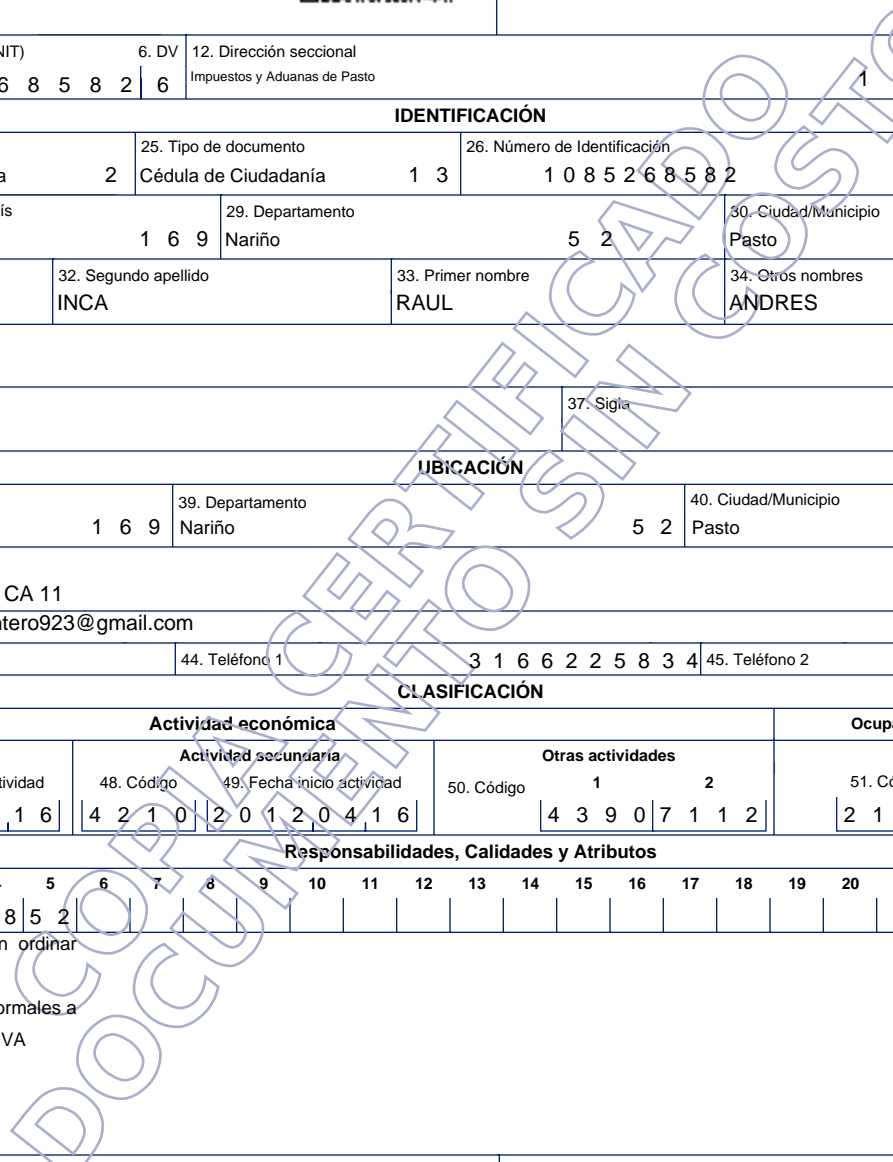 NIT)
6. DV
12. Dirección seccional
6 8 5 8 2
6
Impuestos y Aduanas de Pasto
1
IDENTIFICACIÓN
25. Tipo de documento
26. Número de Identificación
a
2
Cédula de Ciudadanía
1 3
1 0 8 5 2 6 8 5 8 2
ís
29. Departamento
30. Ciudad/Municipio
1 6 9
Nariño
5 2
Pasto
32. Segundo apellido
33. Primer nombre
34. Otros nombres
INCA
RAUL
ANDRES
37. Sigla
UBICACIÓN
39. Departamento
40. Ciudad/Municipio
1 6 9
Nariño
5 2
Pasto
CA 11
ntero923@gmail.com
44. Teléfono 1
3 1 6 6 2 2 5 8 3 4
45. Teléfono 2
CLASIFICACIÓN
Actividad económica
Ocupa
Actividad secundaria
Otras actividades
tividad
48. Código
49. Fecha inicio actividad
50. Código
1
2
51. Có
1 6
4 2 1 0
2 0 1 2 0 4 1 6
4 3 9 0
7 1 1 2
2 1
Responsabilidades, Calidades y Atributos
5 6 7 8 9 10 11 12 13 14 15 16 17 18 19 20
8
5 2
n ordinar
ormales a
VA
COPIA CERTIFICADO
DOCUMENTO SIN COSTO